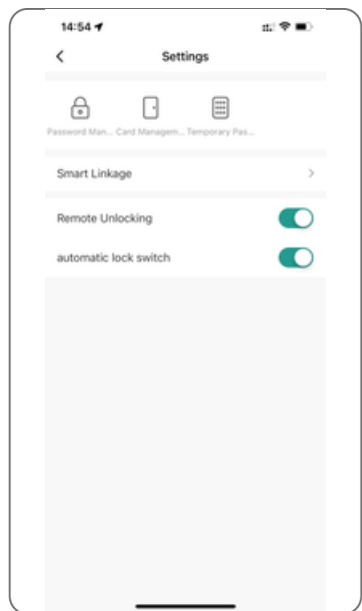 14:54
Settings
Password Man... Card Managem... Temporary Pas...
Smart Linkage
Remote Unlocking
automatic lock switch